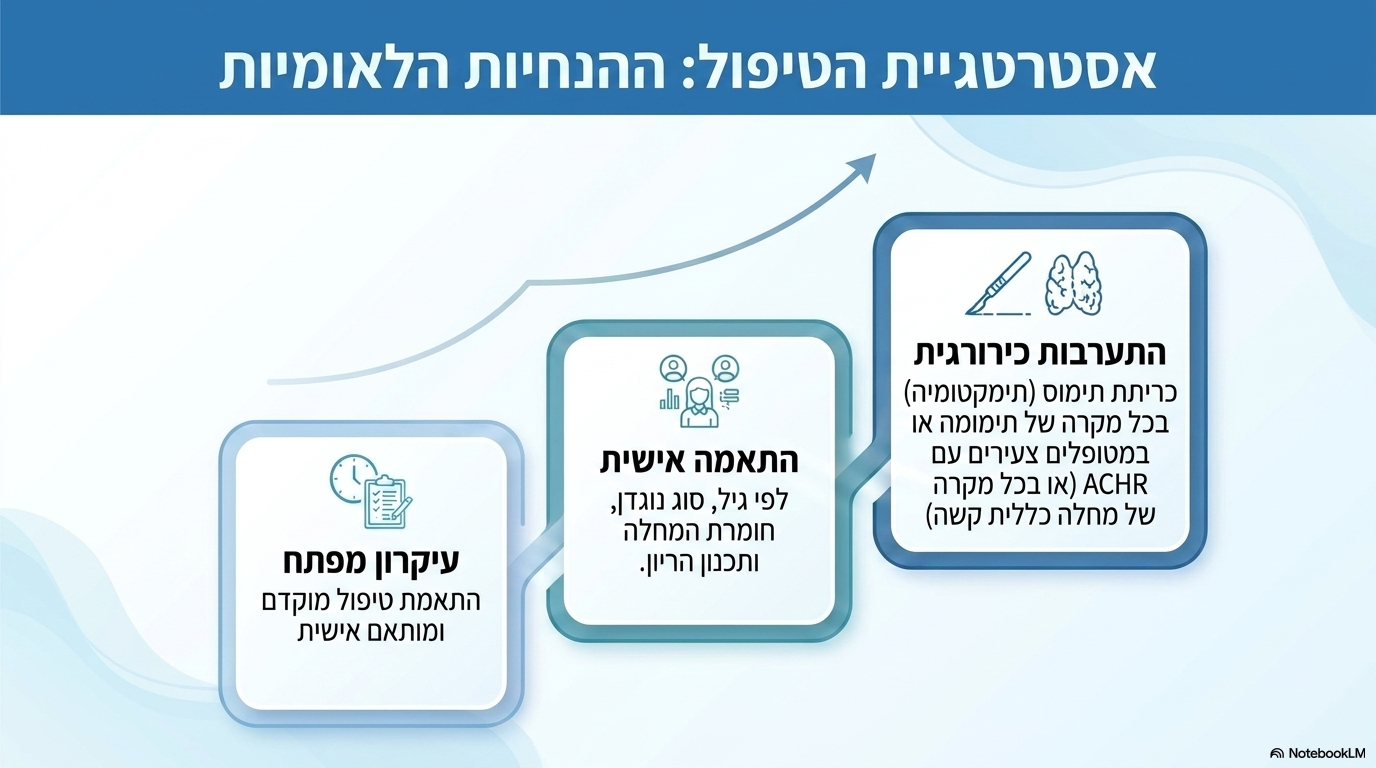 אסטרטגיית הטיפול: ההנחיות הלאומיות
עיקרון מפתח
התאמת טיפול מוקדם
ומותאם אישית
התאמה אישית
לפי גיל, סוג נוגדן,
חומרת המחלה
ותכנון הריון.
התערבות כירורגית
כריתת תימוס (תימקטומיה)
בכל מקרה של תימומה או
במטופלים צעירים עם
ACHR (או בכל מקרה
של מחלה כללית קשה)
NotebookLM